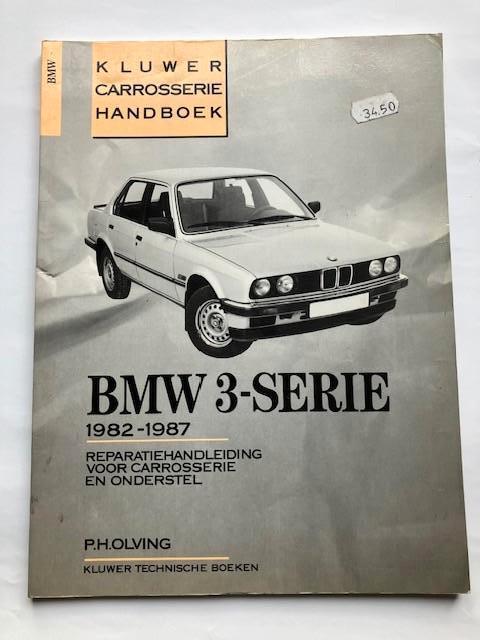 BMW
KLUWER
CARROSSERIE
HANDBOEK
34.50
BMW 3-SERIE
1982-1987
REPARATIEHANDLEIDING
VOOR CARROSSERIE
EN ONDERSTEL
P.H.OLVING
KLUWER TECHNISCHE BOEKEN